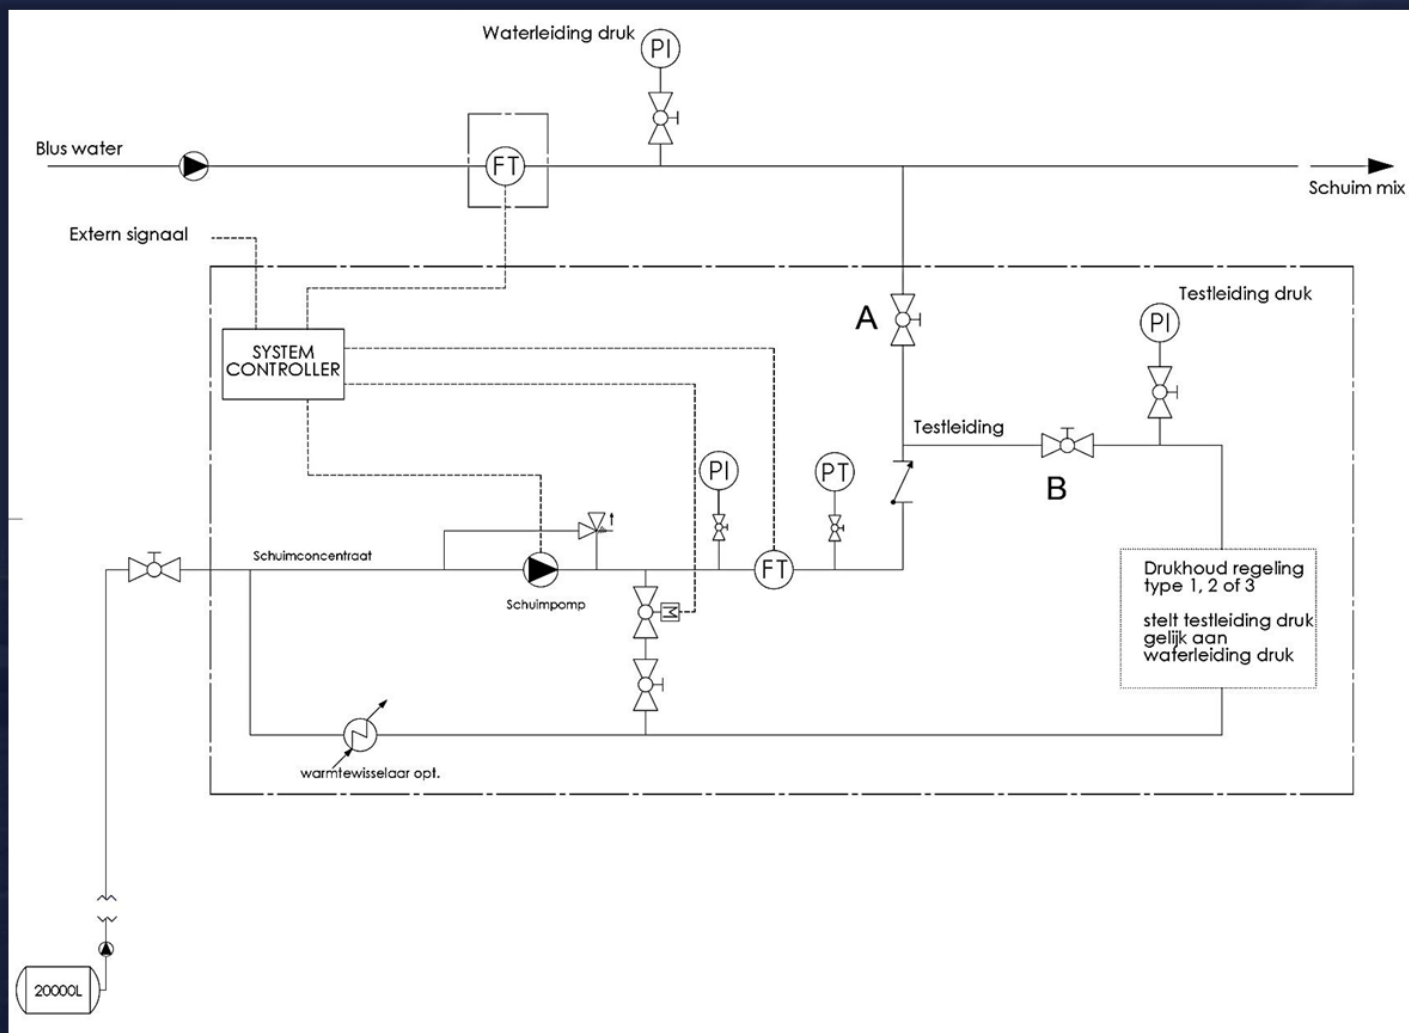 Waterleiding druk
PI
Blus water
FT
Schuim mix
Extern signaal
Testleiding druk
A
PI
SYSTEM
CONTROLLER
Testleiding
PI
PT
B
Schuimconcentraat
FT
Drukhoud regeling
type 1, 2 of 3
Schuimpomp
M
stelt testleiding druk
gelijk aan
waterleiding druk
warmtewisselaar opt.
20000L